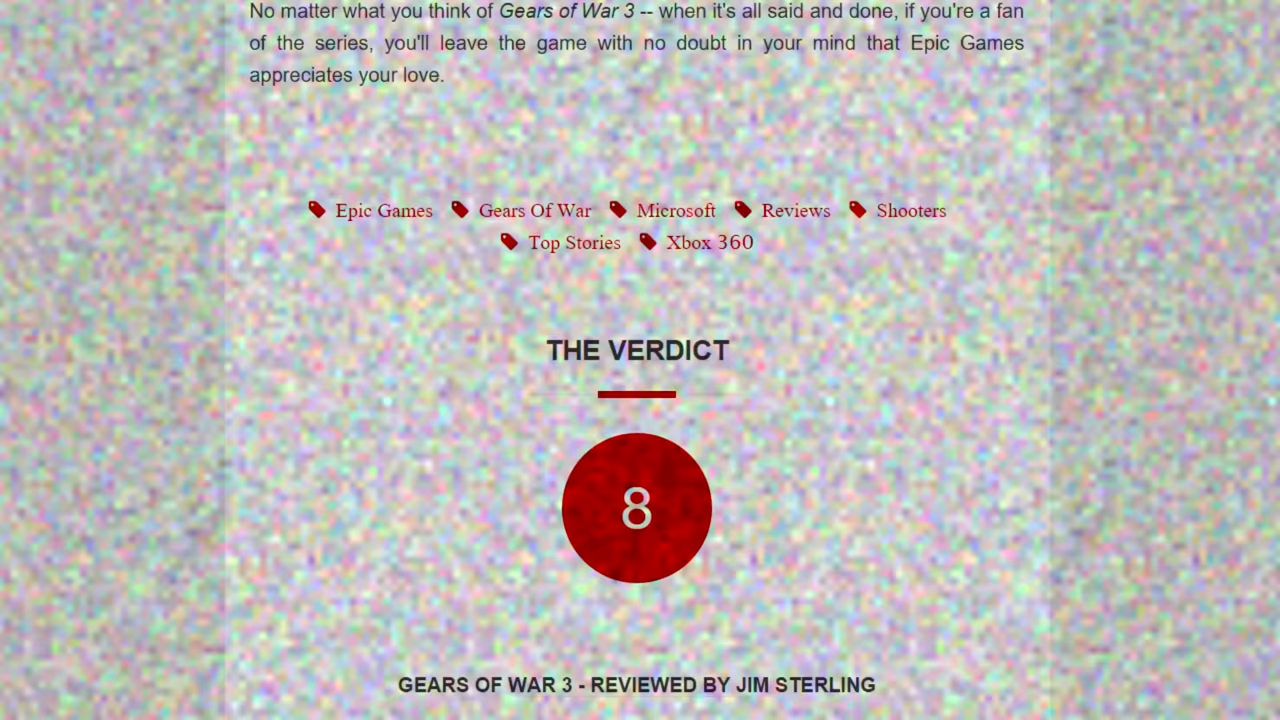 No matter what you think of Gears of War 3 -- when it's all said and done, if you're a fan
of the series, you'll leave the game with no doubt in your mind that Epic Games
appreciates your love.
Epic Games Gears Of War Microsoft Reviews Shooters
Top Stories Xbox 360
THE VERDICT
8
GEARS OF WAR 3 - REVIEWED BY JIM STERLING